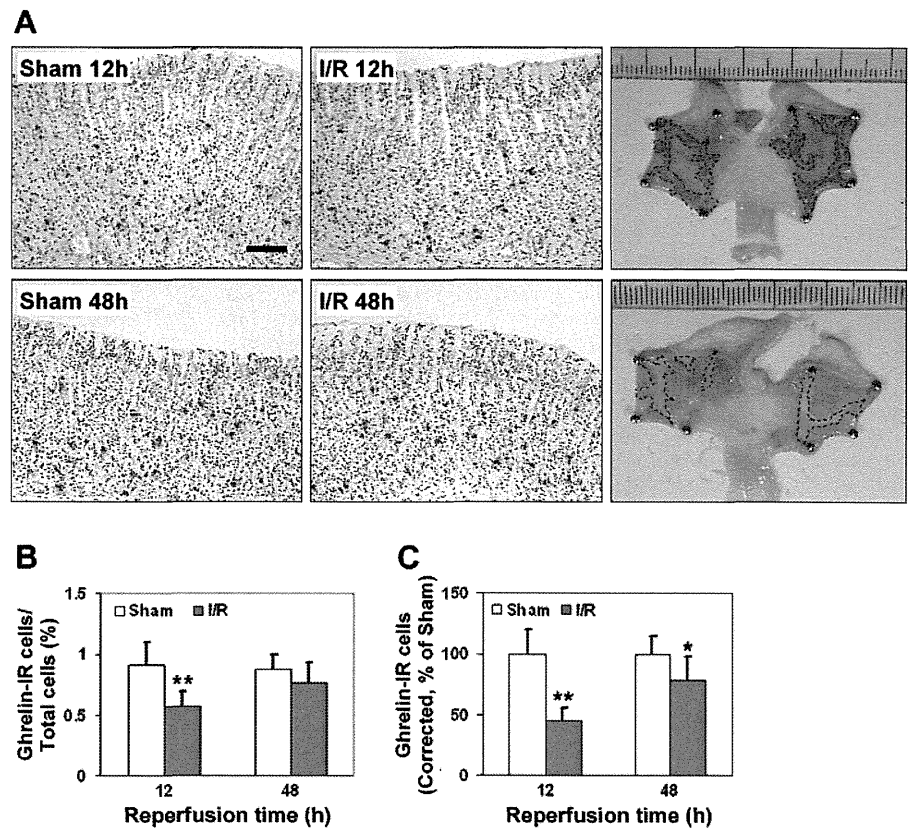 A
Sham 12h
I/R 12h
Sham 48h
I/R 48h
B
Ghrelin-IR cells/
Total cells (%)
1.5
1
0.5
0
Sham
I/R
**
12
48
Reperfusion time (h)
C
Ghrelin-IR cells
(Corrected, % of Sham)
150
100
50
0
Sham
I/R
**
*
12
48
Reperfusion time (h)